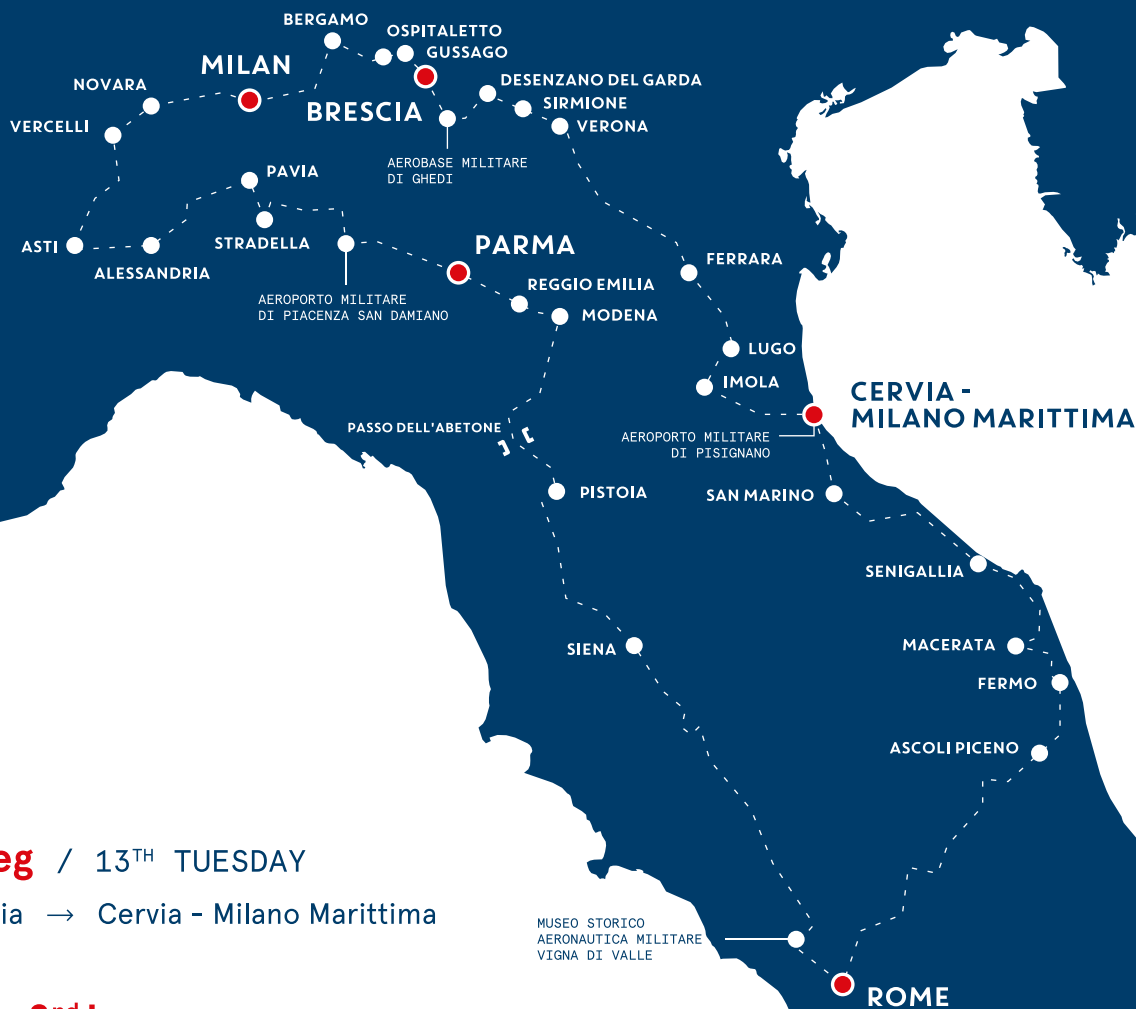 BERGAMO
OSPITALETTO
GUSSAGO
MILAN
DESENZANO DEL GARDA
NOVARA
SIRMIONE
BRESCIA
VERCELLI
VERONA
AEROBASE MILITARE
DI GHEDI
PAVIA
ASTI
STRADELLA
PARMA
ALESSANDRIA
FERRARA
REGGIO EMILIA
AEROPORTO MILITARE
DI PIACENZA SAN DAMIANO
MODENA
LUGO
IMOLA
CERVIA -
MILANO MARITTIMA
PASSO DELL'ABETONE
AEROPORTO MILITARE
DI PISIGNANO
PISTOIA
SAN MARINO
SENIGALLIA
SIENA
MACERATA
FERMO
ASCOLI PICENO
eg / 13TH TUESDAY
ia → Cervia - Milano Marittima
MUSEO STORICO
AERONAUTICA MILITARE
VIGNA DI VALLE
ROME